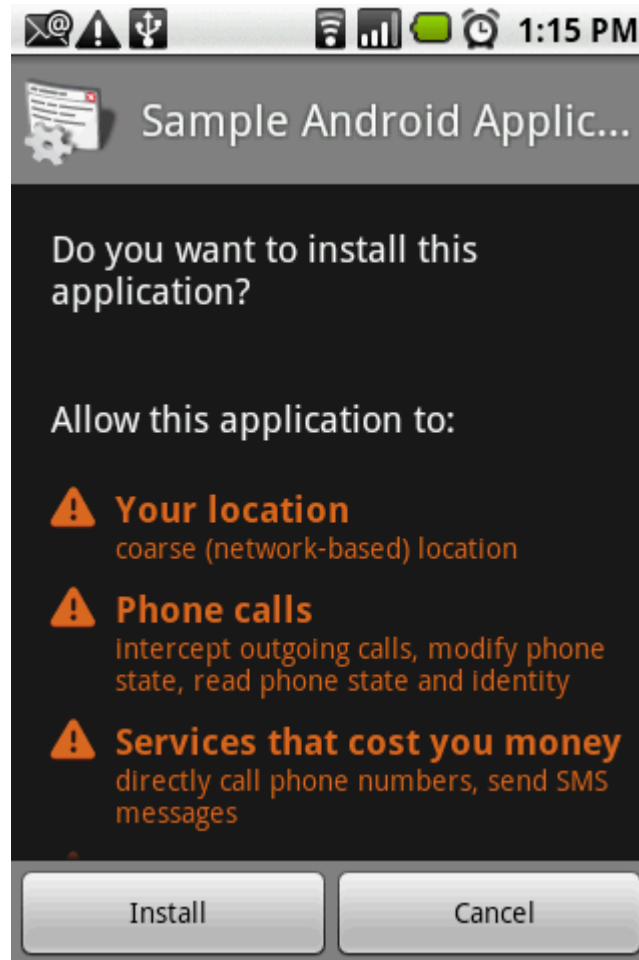 1:15 PM
Sample Android Applic...
Do you want to install this
application?
Allow this application to:
Your location
coarse (network-based) location
Phone calls
intercept outgoing calls, modify phone
state, read phone state and identity
Services that cost you money
directly call phone numbers, send SMS
messages
Install
Cancel